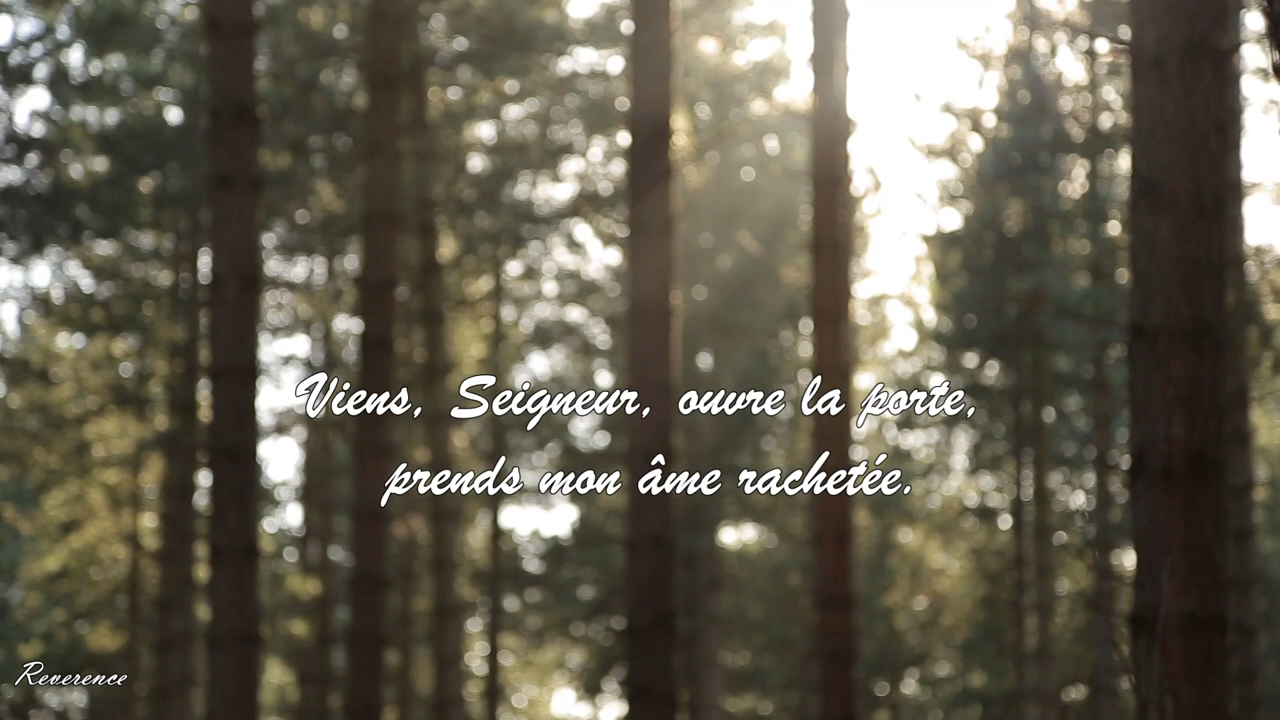 Viens, Seigneur, ouvre la porte,
prends mon âme rachetée.
Reverence